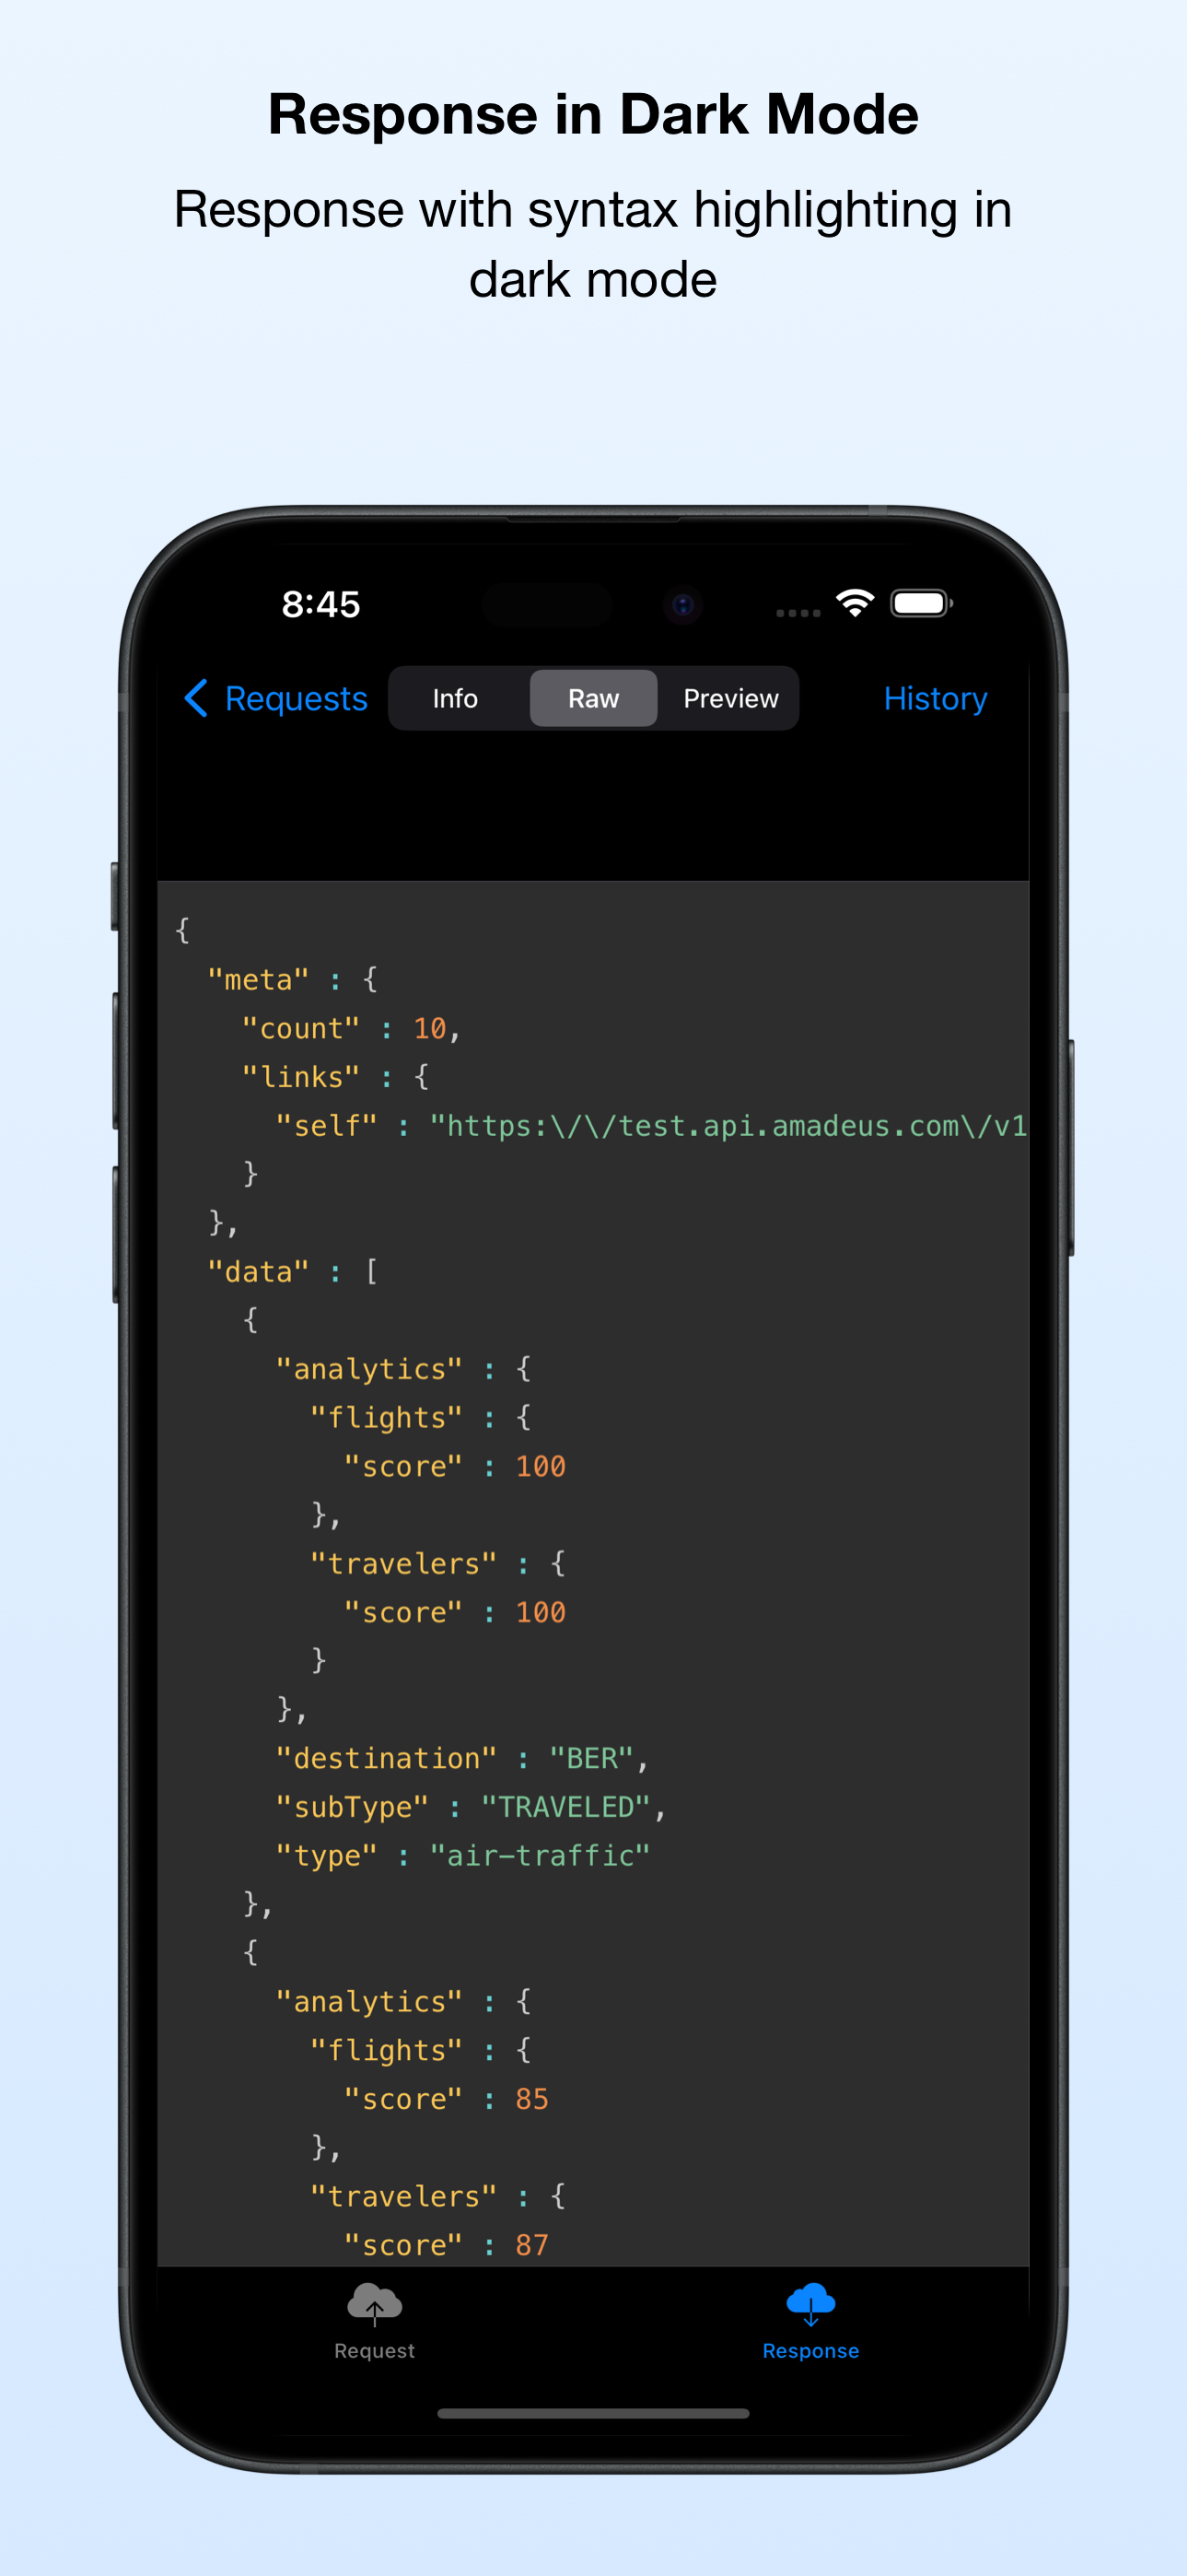 Response in Dark Mode
Response with syntax highlighting in
dark mode
8:45
Requests Info Raw Preview History
{
  "meta" : {
    "count" : 10,
    "links" : {
      "self" : "https:\/\/test.api.amadeus.com\/v1
    }
  },
  "data" : [
    {
      "analytics" : {
        "flights" : {
          "score" : 100
        },
        "travelers" : {
          "score" : 100
        }
      },
      "destination" : "BER",
      "subType" : "TRAVELED",
      "type" : "air-traffic"
    },
    {
      "analytics" : {
        "flights" : {
          "score" : 85
        },
        "travelers" : {
          "score" : 87
Request Response